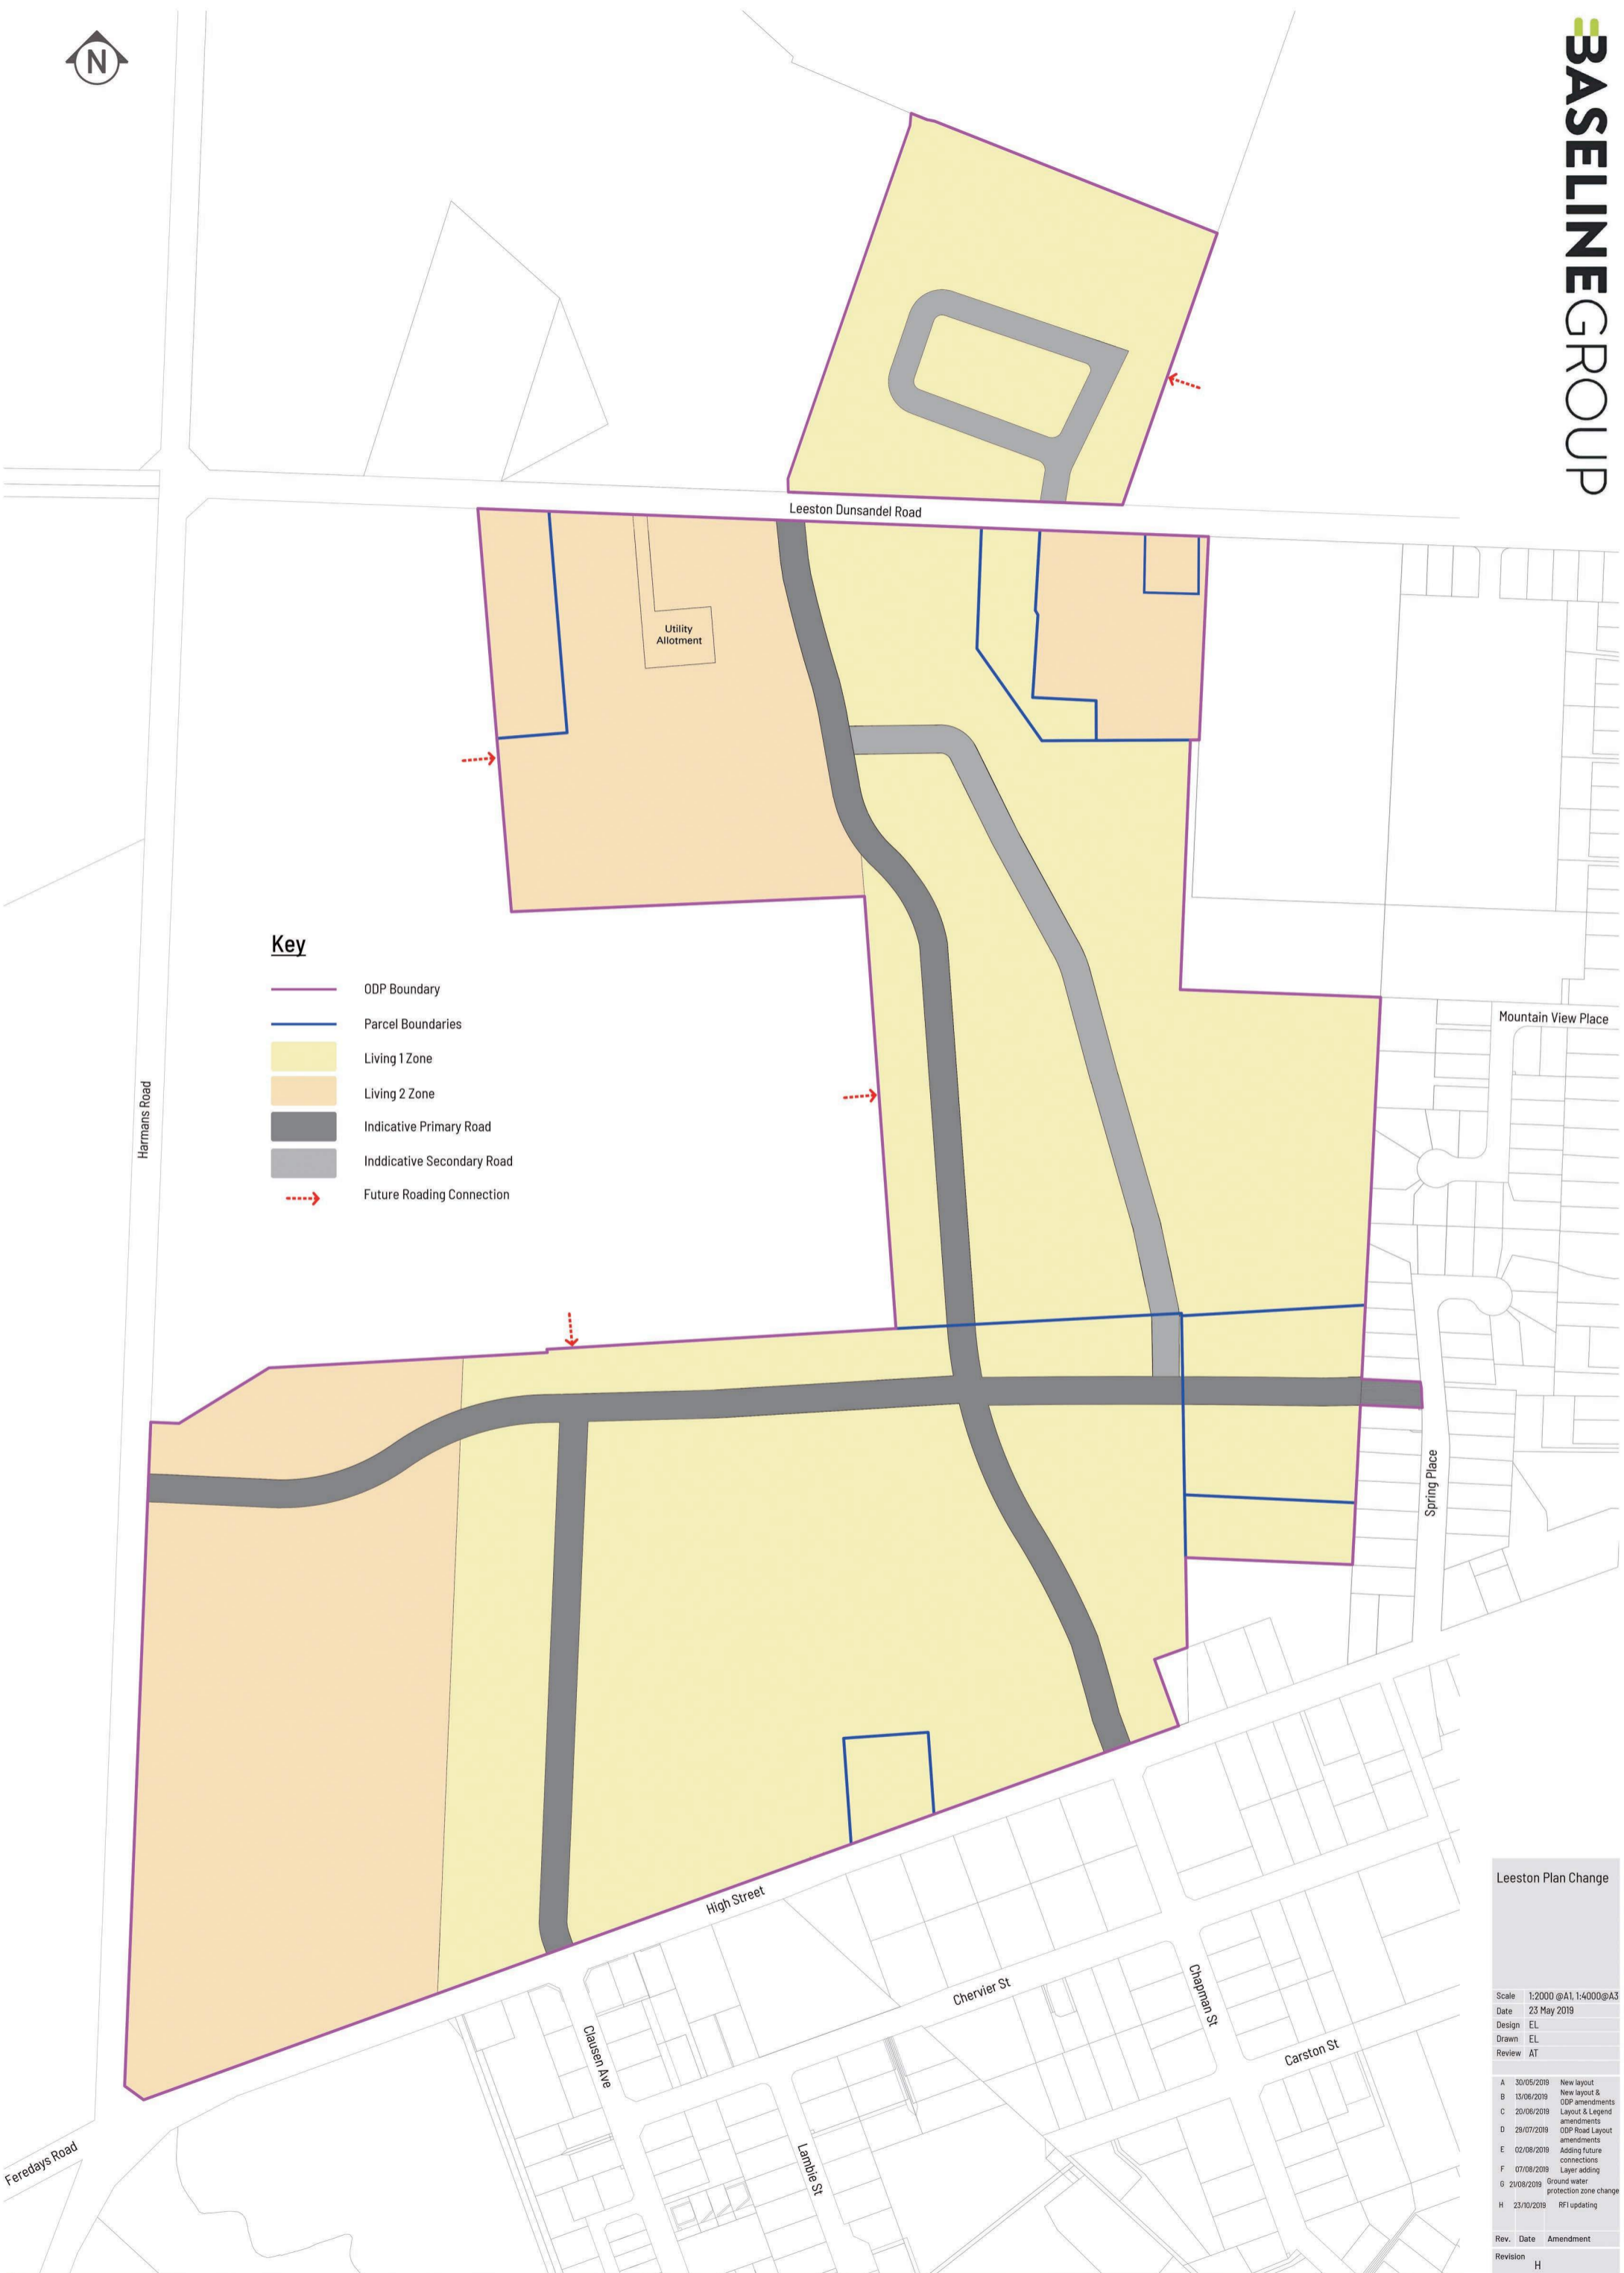 N
BASELINEGROUP
Leeston Dunsandel Road
Utility
Allotment
Key
ODP Boundary
Parcel Boundaries
Living 1 Zone
Living 2 Zone
Indicative Primary Road
Inddicative Secondary Road
Future Roading Connection
Harmans Road
Mountain View Place
Spring Place
High Street
Chervier St
Chapman St
Carston St
Clausen Ave
Lambie St
Feredays Road
Leeston Plan Change
Scale 1:2000 @A1, 1:4000@A3
Date 23 May 2019
Design EL
Drawn EL
Review AT
A 30/05/2019 New layout
B 13/06/2019 New layout &
ODP amendments
C 20/06/2019 Layout & Legend
amendments
D 29/07/2019 ODP Road Layout
amendments
E 02/08/2019 Adding future
connections
F 07/08/2019 Layer adding
G 21/08/2019 Ground water
protection zone change
H 23/10/2019 RFI updating
Rev. Date Amendment
Revision
H